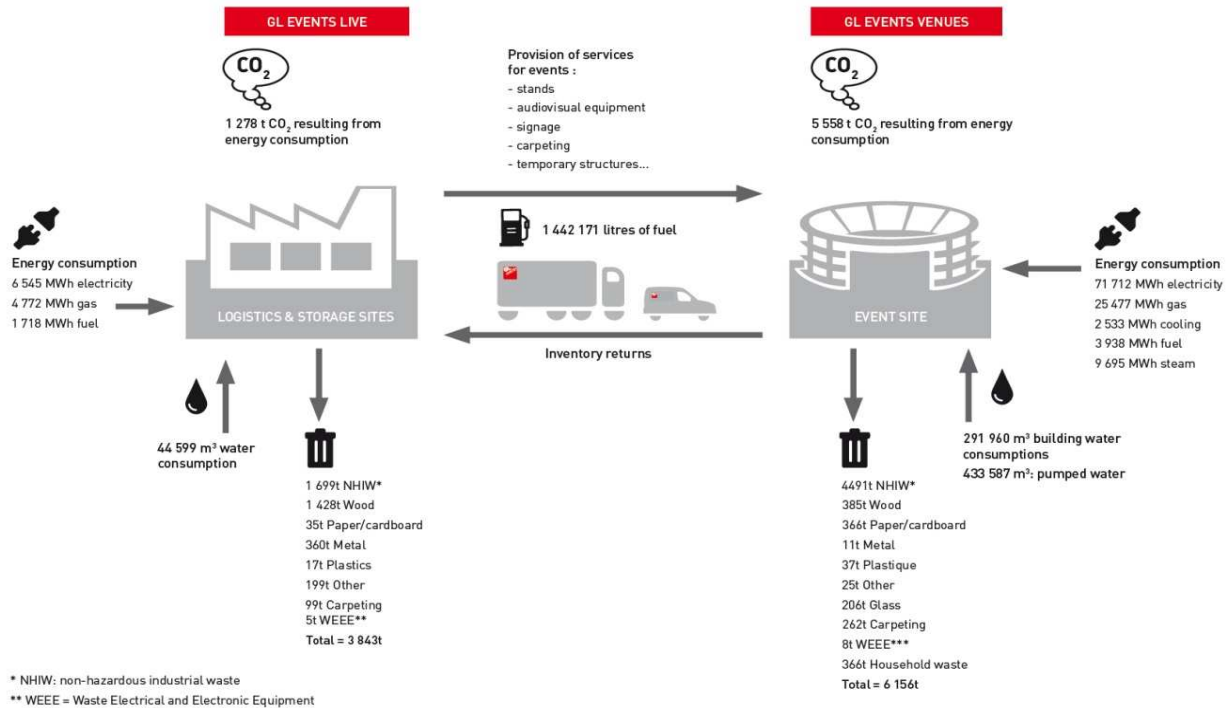 GL EVENTS LIVE
CO2
1 278 t CO2 resulting from
energy consumption
Energy consumption
6 545 MWh electricity
4 772 MWh gas
1 718 MWh fuel
LOGISTICS & STORAGE SITES
44 599 m³ water
consumption
1 699t NHIW*
1 428t Wood
35t Paper/cardboard
360t Metal
17t Plastics
199t Other
99t Carpeting
5t WEEE**
Total = 3 843t
Provision of services
for events :
- stands
- audiovisual equipment
- signage
- carpeting
- temporary structures...
1 442 171 litres of fuel
Inventory returns
GL EVENTS VENUES
CO2
5 558 t CO2 resulting from energy
consumption
EVENT SITE
Energy consumption
71 712 MWh electricity
25 477 MWh gas
2 533 MWh cooling
3 938 MWh fuel
9 695 MWh steam
291 960 m³ building water
consumptions
433 587 m³: pumped water
4491t NHIW*
385t Wood
366t Paper/cardboard
11t Metal
37t Plastique
25t Other
206t Glass
262t Carpeting
8t WEEE***
366t Household waste
Total = 6 156t
* NHIW: non-hazardous industrial waste
** WEEE = Waste Electrical and Electronic Equipment